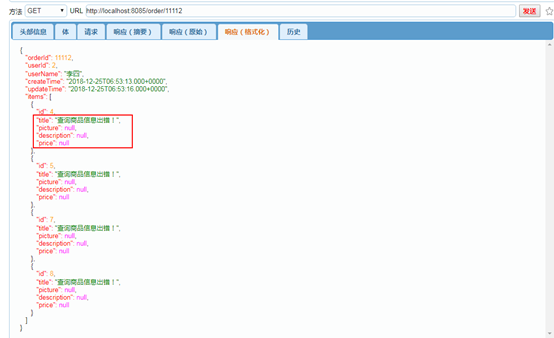 方法 GET URL http://localhost:8085/order/11112 发送
头部信息 体 请求 响应（摘要） 响应（原始） 响应（格式化） 历史
{
"orderId": 11112,
"userId": 2,
"userName": "李四",
"createTime": "2018-12-25T06:53:13.000+0000",
"updateTime": "2018-12-25T06:53:16.000+0000",
"items": [
{
"id": 4,
"title": "查询商品信息出错！",
"picture": null,
"description": null,
"price": null
},
{
"id": 5,
"title": "查询商品信息出错！",
"picture": null,
"description": null,
"price": null
},
{
"id": 7,
"title": "查询商品信息出错！",
"picture": null,
"description": null,
"price": null
},
{
"id": 8,
"title": "查询商品信息出错！",
"picture": null,
"description": null,
"price": null
}
]
}